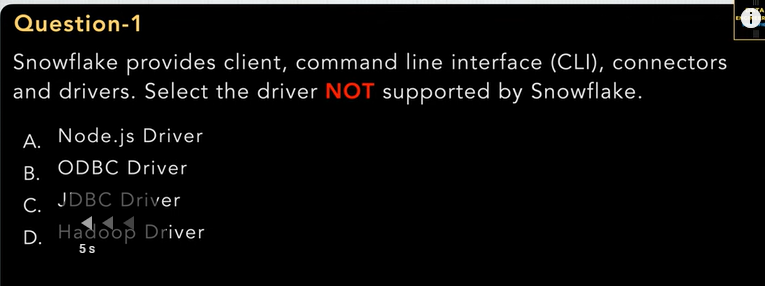 Question-1
Snowflake provides client, command line interface (CLI), connectors
and drivers. Select the driver NOT supported by Snowflake.
A. Node.js Driver
B. ODBC Driver
C. JDBC Driver
D. Hadoop Driver
5 s